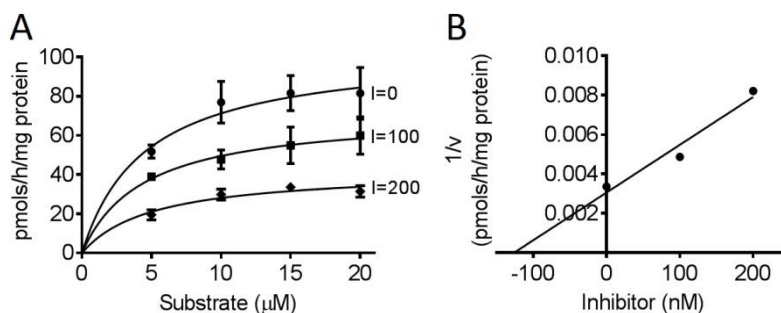 A
pmols/h/mg protein
100
80
60
40
20
0
I=0
I=100
I=200
0 5 10 15 20
Substrate (μM)
B
1/v
(pmols/h/mg protein)
0.010
0.008
0.006
0.004
0.002
-100 0 100 200
Inhibitor (nM)